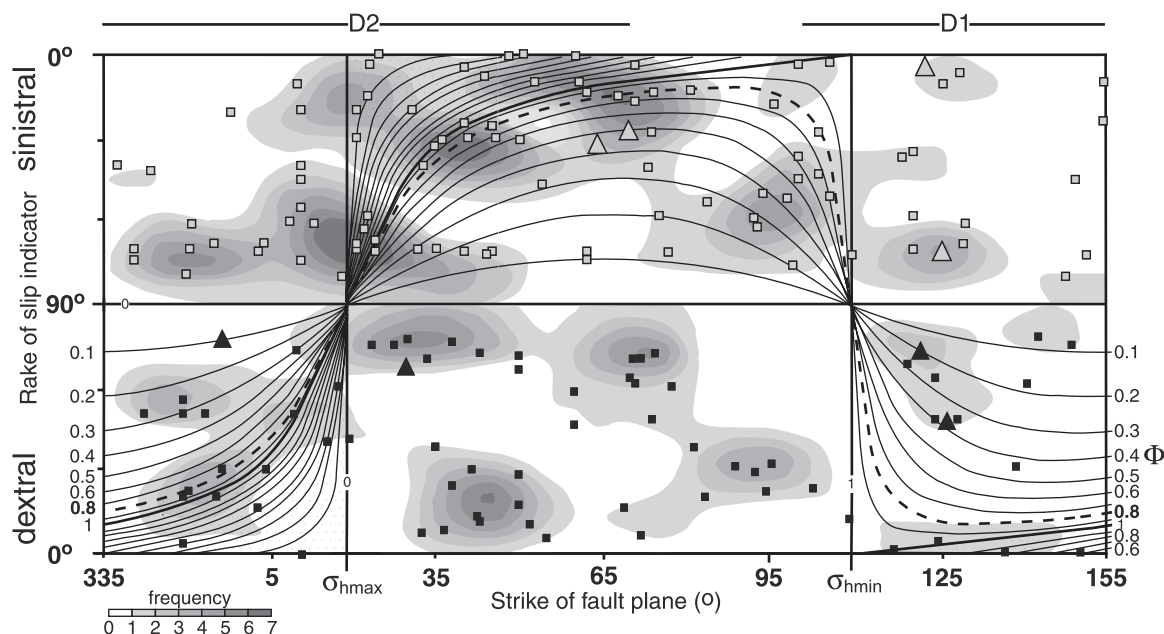 D2 D1
0º
sinistral
Rake of slip indicator
90º
dextral
0º
0
0.1 0.1
0.2 0.2
0.3 0.3
0.4 0.4 Φ
0.5 0.5
0.6 0.6
0.8 0.8
1 1
0.8
0.6
0 1
335 5 σhmax 35 65 95 σhmin 125 155
Strike of fault plane (o)
frequency
0 1 2 3 4 5 6 7